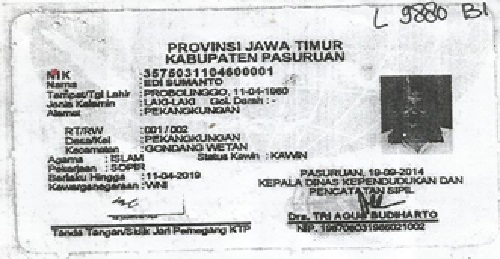 L 9880 BI
PROVINSI JAWA TIMUR
KABUPATEN PASURUAN
NIK : 3575031104600001
Nama : EDI SUMANTO
Tempat/Tgl Lahir : PROBOLINGGO, 11-04-1960
Jenis Kelamin : LAKI-LAKI Gol. Darah : -
Alamat : PEKANGKUNGAN
RT/RW : 001 / 002
Desa/Kel : PEKANGKUNGAN
Kecamatan : GONDANG WETAN
Agama : ISLAM Status Kawin : KAWIN
Pekerjaan : SOPIR
Berlaku Hingga : 11-04-2019
Kewarganegaraan : WNI
PASURUAN, 19-09-2014
KEPALA DINAS KEPENDUDUKAN DAN
PENCATATAN SIPIL
Drs. TRI AGUS BUDIHARTO
Tanda Tangan/Sidik Jari Pemegang KTP
NIP.